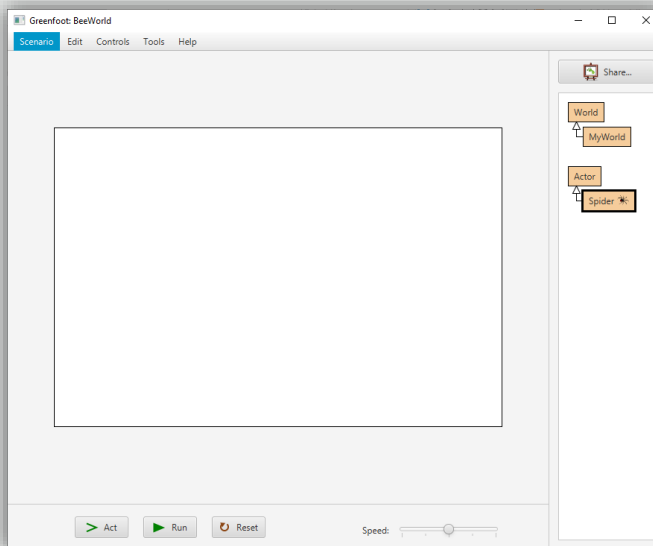 Greenfoot: BeeWorld
Scenario Edit Controls Tools Help
Share...
World
MyWorld
Actor
Spider
Act Run Reset Speed: